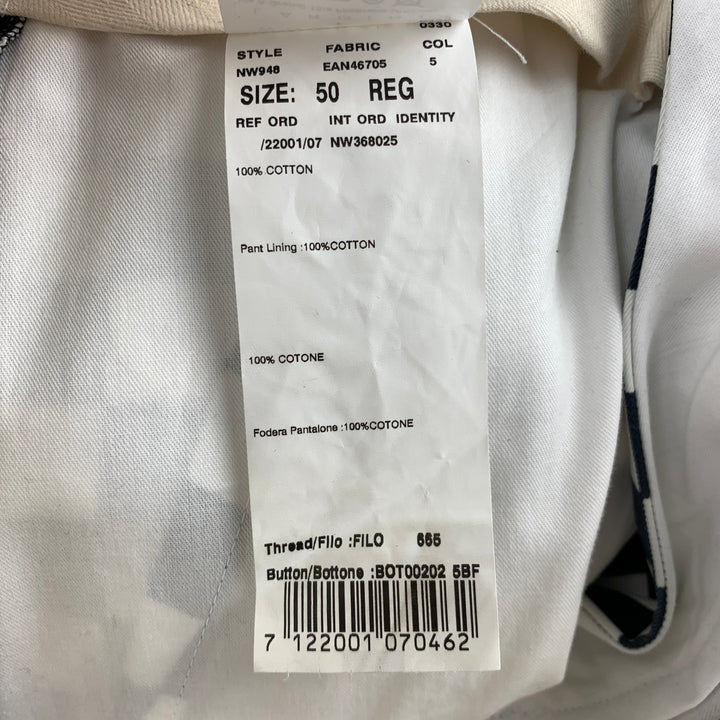 0330
STYLE FABRIC COL
NW948 EAN46705 5
SIZE: 50 REG
REF ORD INT ORD IDENTITY
/22001/07 NW368025
100% COTTON
Pant Lining :100%COTTON
100% COTONE
Fodera Pantalone :100%COTONE
Thread/Filo :FILO 665
Button/Bottone :BOT00202 5BF
7 122001 070462